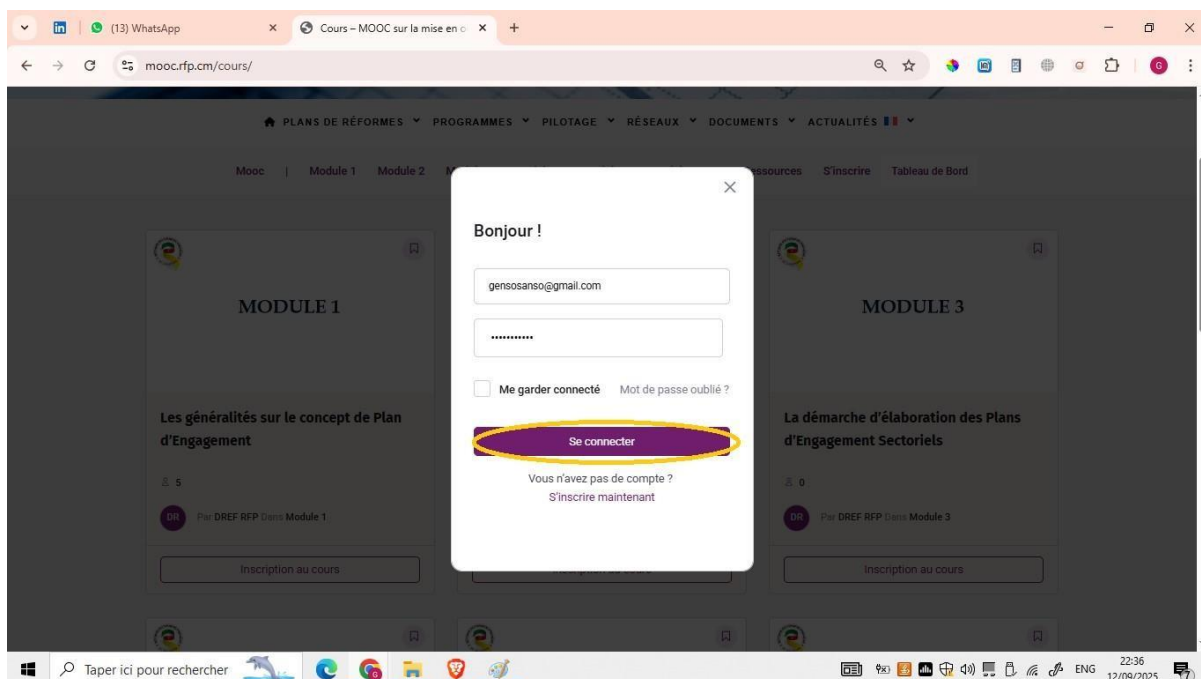 (13) WhatsApp
Cours – MOOC sur la mise en
mooc.rfp.cm/cours/
G
PLANS DE RÉFORMES PROGRAMMES PILOTAGE RÉSEAUX DOCUMENTS ACTUALITÉS
Mooc | Module 1 Module 2 S'inscrire Tableau de Bord
Bonjour !
gensosanso@gmail.com
MODULE 1
MODULE 3
Me garder connecté Mot de passe oublié ?
Les généralités sur le concept de Plan d'Engagement
La démarche d'élaboration des Plans d'Engagement Sectoriels
Se connecter
Vous n'avez pas de compte ?
S'inscrire maintenant
5
0
DR Par DREF RFP Dans Module 1
DR Par DREF RFP Dans Module 3
Inscription au cours
Inscription au cours
Taper ici pour rechercher
ENG
22:36
12/09/2025